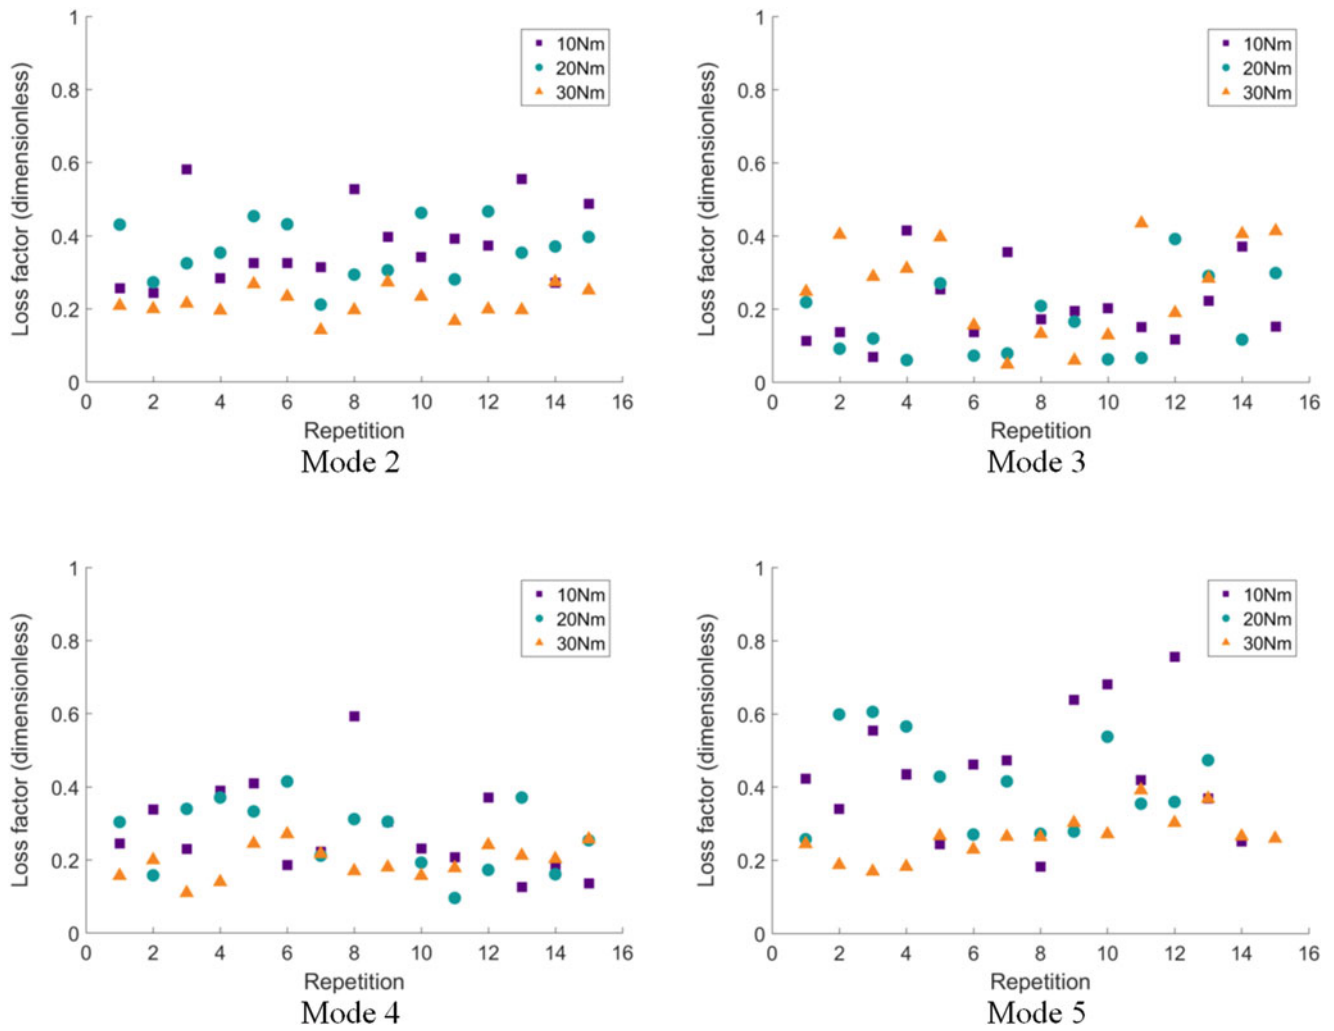 1
0.8
0.6
0.4
0.2
0
0 2 4 6 8 10 12 14 16
Loss factor (dimensionless)
Repetition
10Nm
20Nm
30Nm
Mode 2
1
0.8
0.6
0.4
0.2
0
0 2 4 6 8 10 12 14 16
Loss factor (dimensionless)
Repetition
10Nm
20Nm
30Nm
Mode 3
1
0.8
0.6
0.4
0.2
0
0 2 4 6 8 10 12 14 16
Loss factor (dimensionless)
Repetition
10Nm
20Nm
30Nm
Mode 4
1
0.8
0.6
0.4
0.2
0
0 2 4 6 8 10 12 14 16
Loss factor (dimensionless)
Repetition
10Nm
20Nm
30Nm
Mode 5